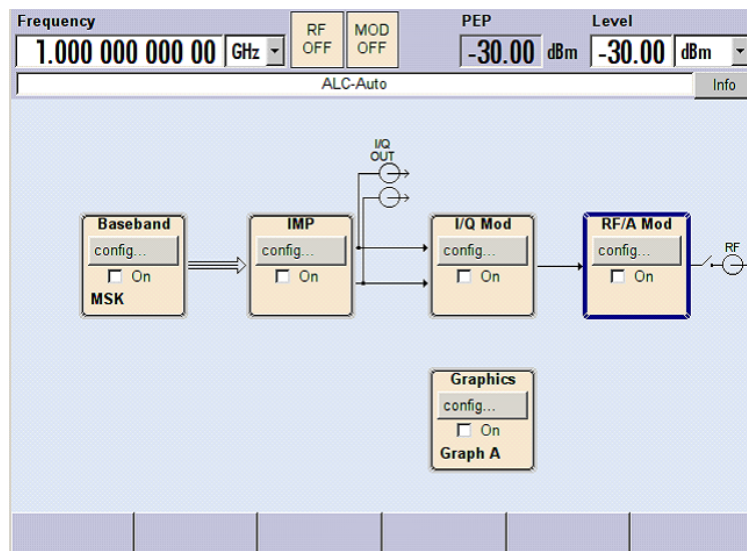 Frequency
1.000 000 000 00 GHz
RF OFF
MOD OFF
PEP
-30.00 dBm
Level
-30.00 dBm
ALC-Auto
Info
I/Q OUT
Baseband
config...
On
MSK
IMP
config...
On
I/Q Mod
config...
On
RF/A Mod
config...
On
RF
Graphics
config...
On
Graph A